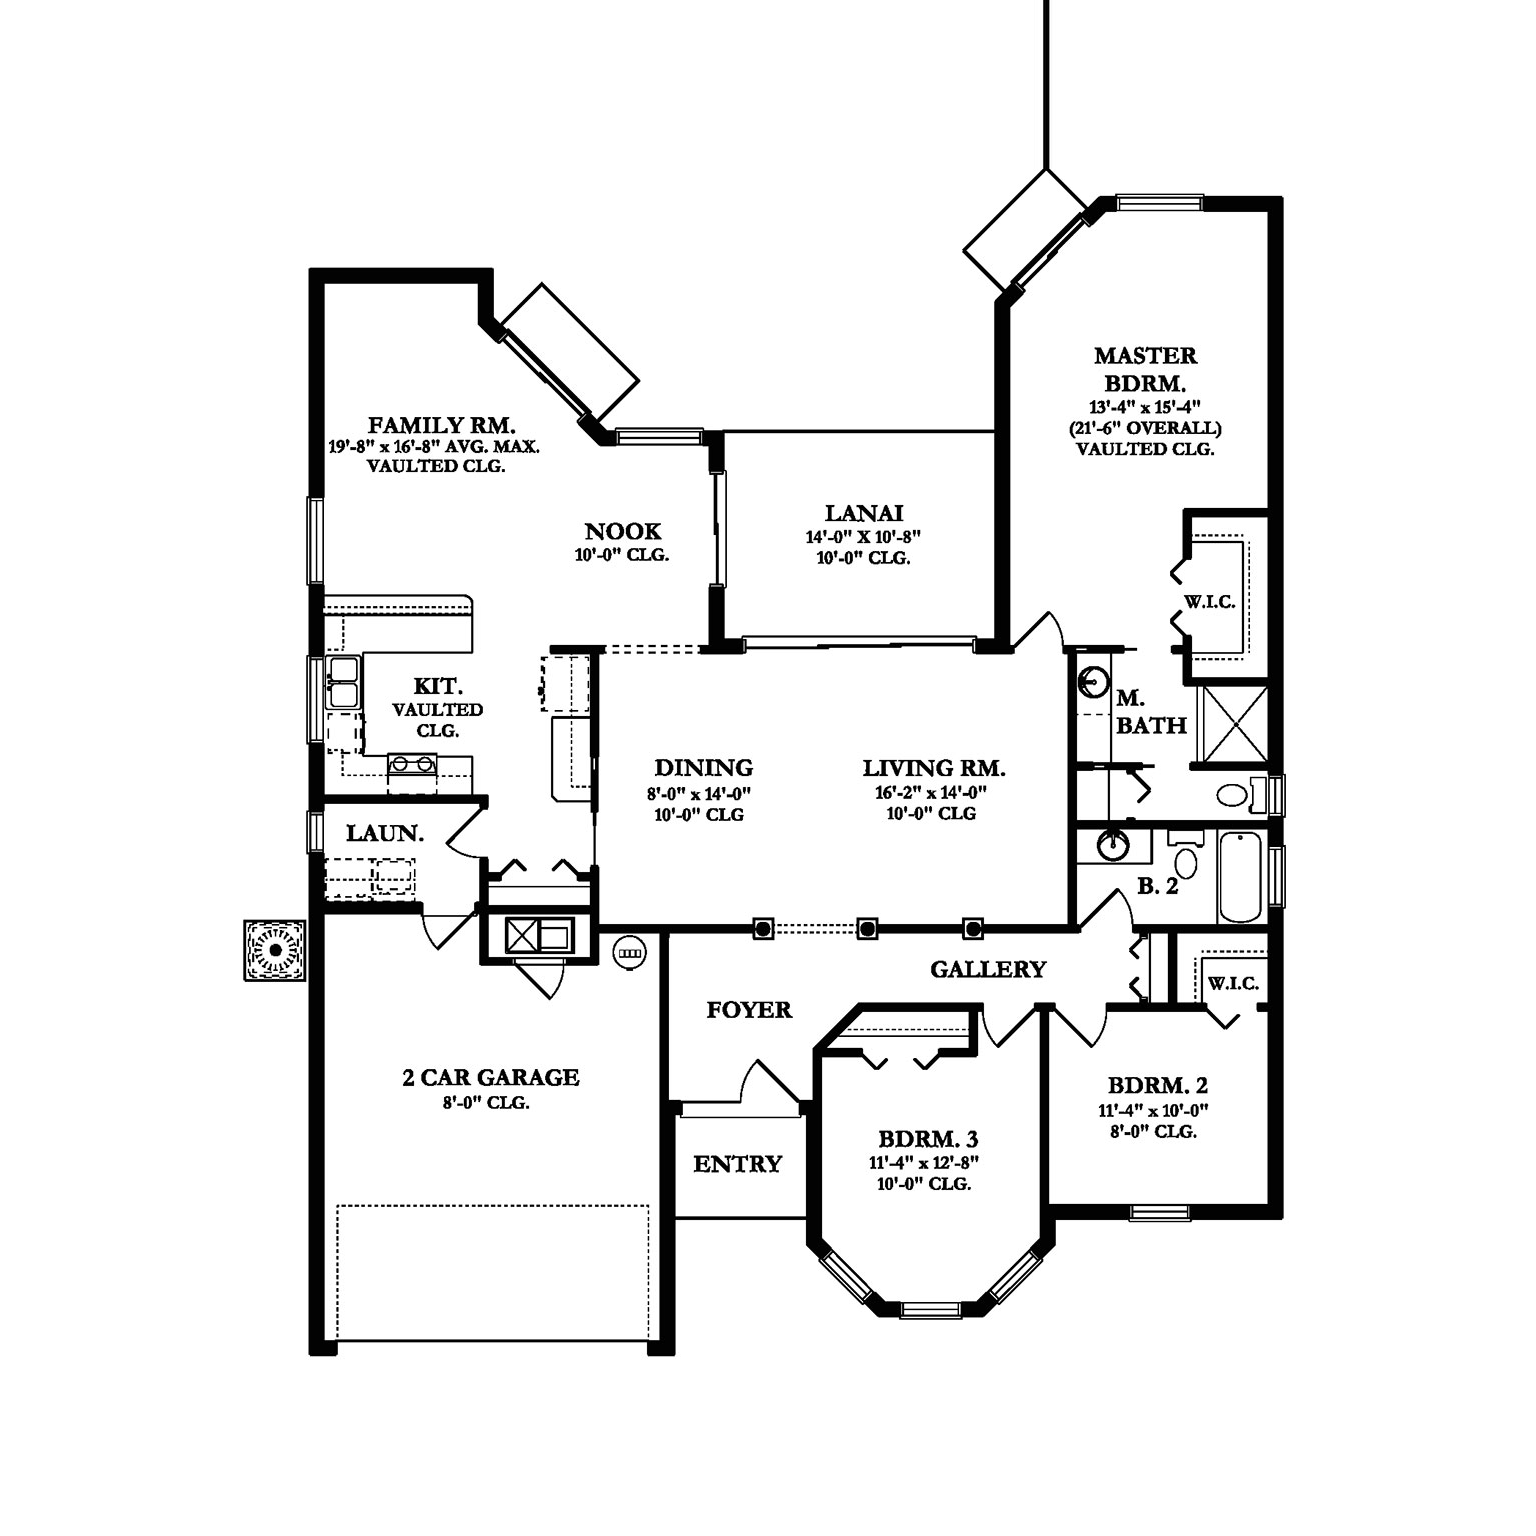 MASTER
BDRM.
13'-4" x 15'-4"
(21'-6" OVERALL)
VAULTED CLG.
FAMILY RM.
19'-8" x 16'-8" AVG. MAX.
VAULTED CLG.
NOOK
10'-0" CLG.
LANAI
14'-0" X 10'-8"
10'-0" CLG.
W.I.C.
KIT.
VAULTED
CLG.
M.
BATH
DINING
8'-0" x 14'-0"
10'-0" CLG
LIVING RM.
16'-2" x 14'-0"
10'-0" CLG
LAUN.
B. 2
GALLERY
W.I.C.
FOYER
2 CAR GARAGE
8'-0" CLG.
BDRM. 2
11'-4" x 10'-0"
8'-0" CLG.
BDRM. 3
11'-4" x 12'-8"
10'-0" CLG.
ENTRY